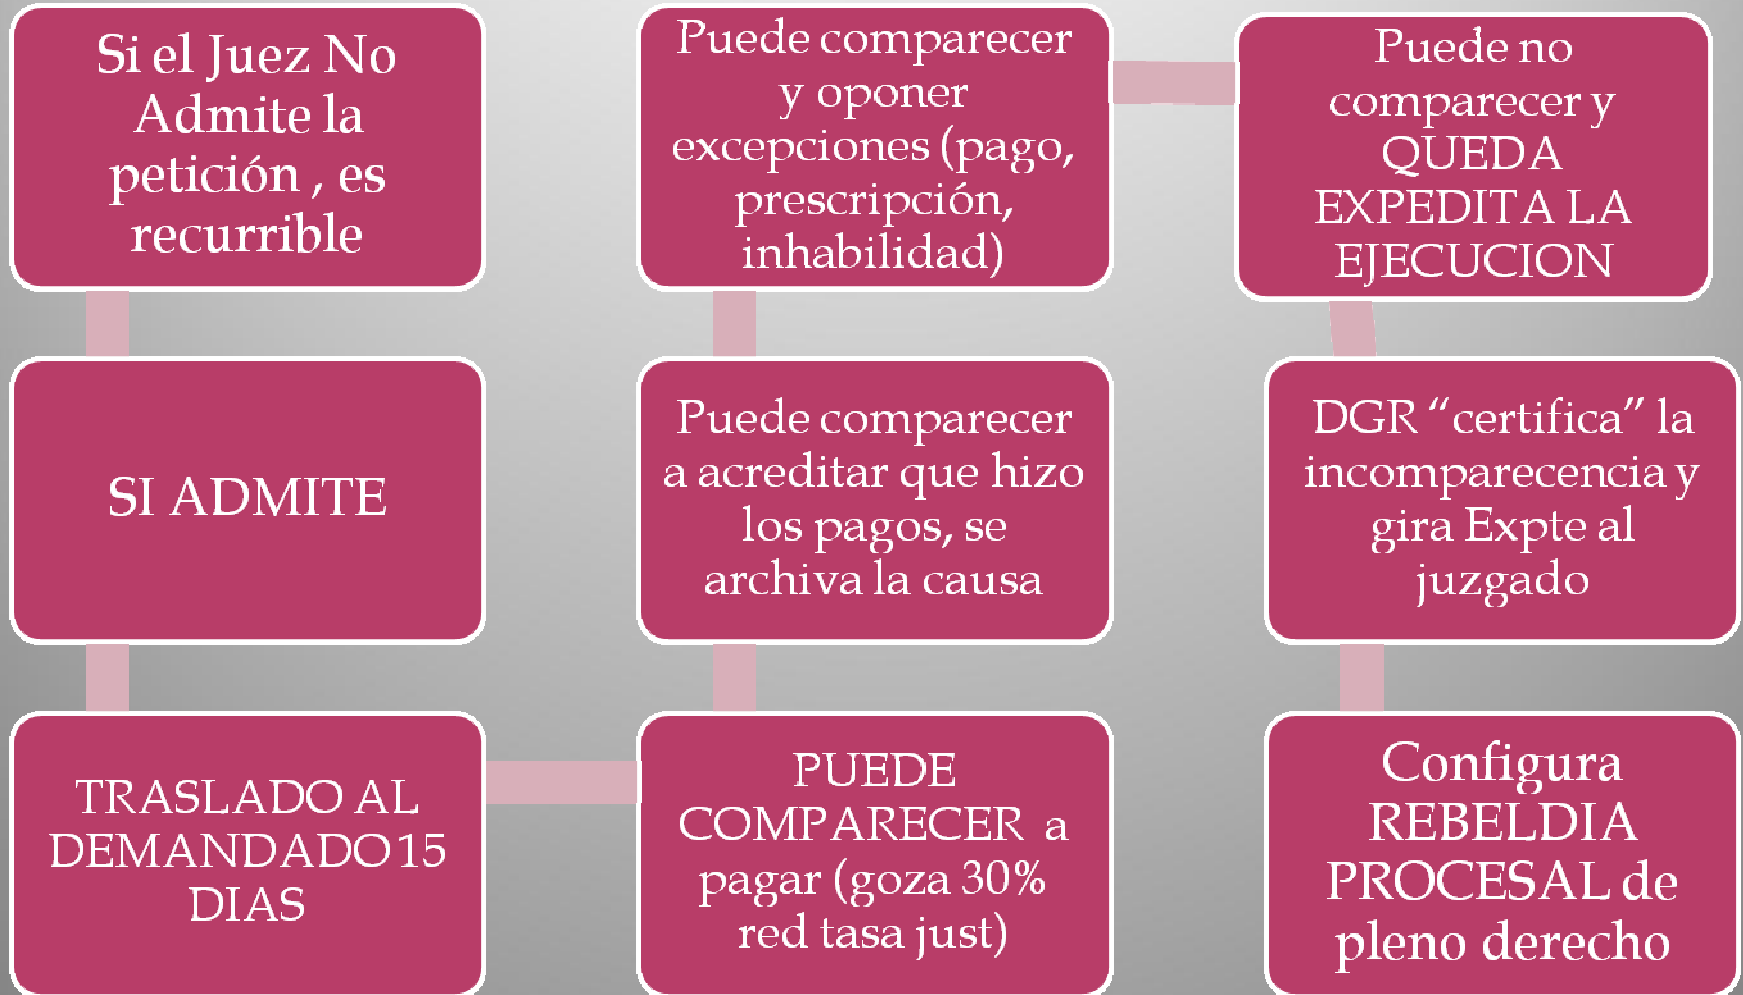 Si el Juez No
Admite la
petición , es
recurrible
SI ADMITE
TRASLADO AL
DEMANDADO 15
DIAS
PUEDE
COMPARECER a
pagar (goza 30%
red tasa just)
Puede comparecer
a acreditar que hizo
los pagos, se
archiva la causa
Puede comparecer
y oponer
excepciones (pago,
prescripción,
inhabilidad)
Puede no
comparecer y
QUEDA
EXPEDITA LA
EJECUCION
DGR “certifica” la
incomparecencia y
gira Expte al
juzgado
Configura
REBELDIA
PROCESAL de
pleno derecho